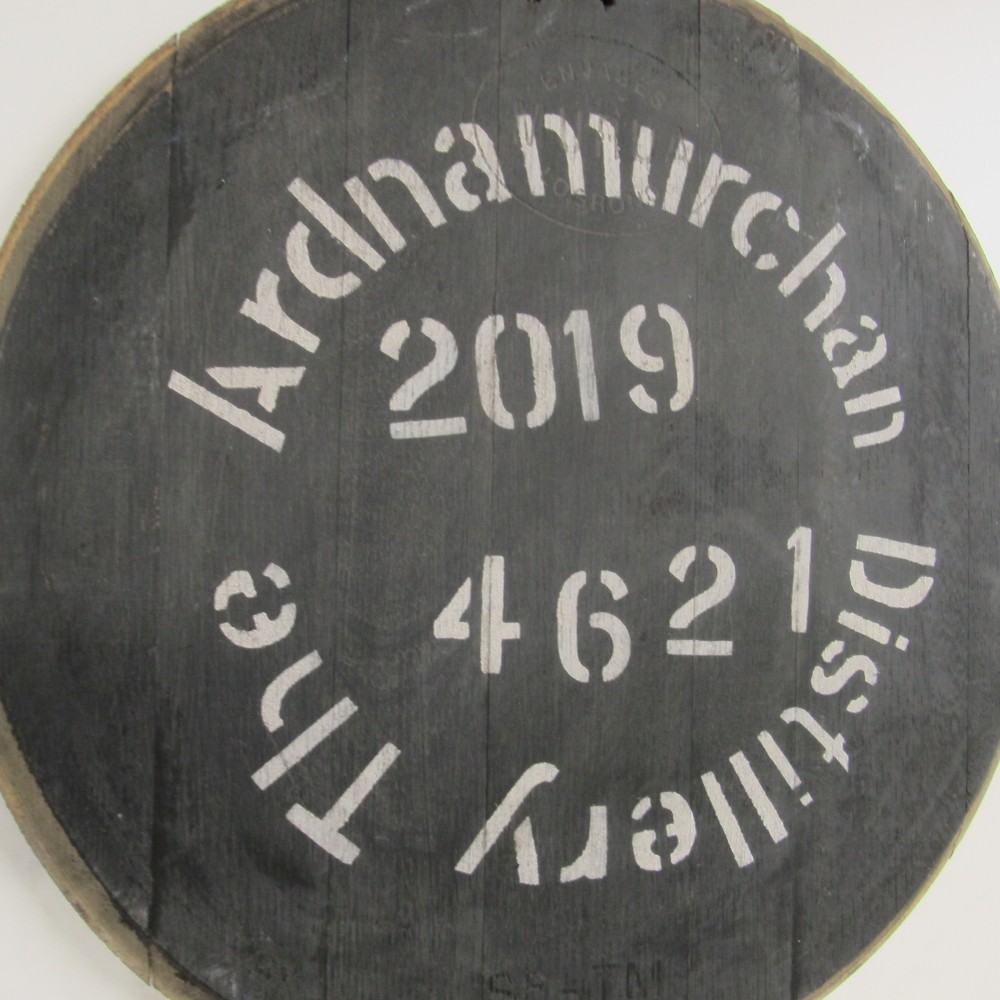 The Ardnamurchan Distillery
2019
4621